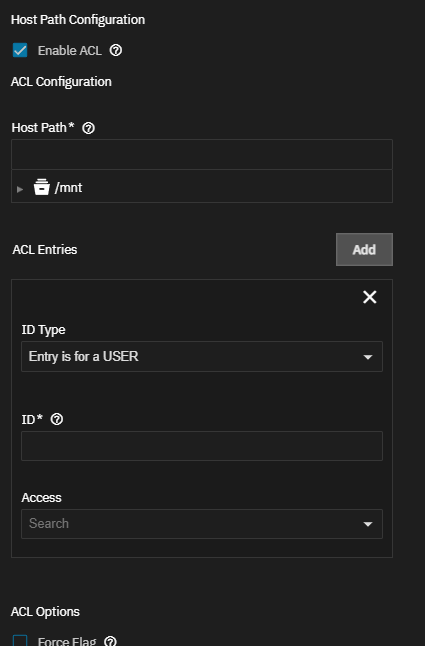 Host Path Configuration
Enable ACL
ACL Configuration
Host Path*
/mnt
ACL Entries
Add
ID Type
Entry is for a USER
ID*
Access
Search
ACL Options
Force Flag